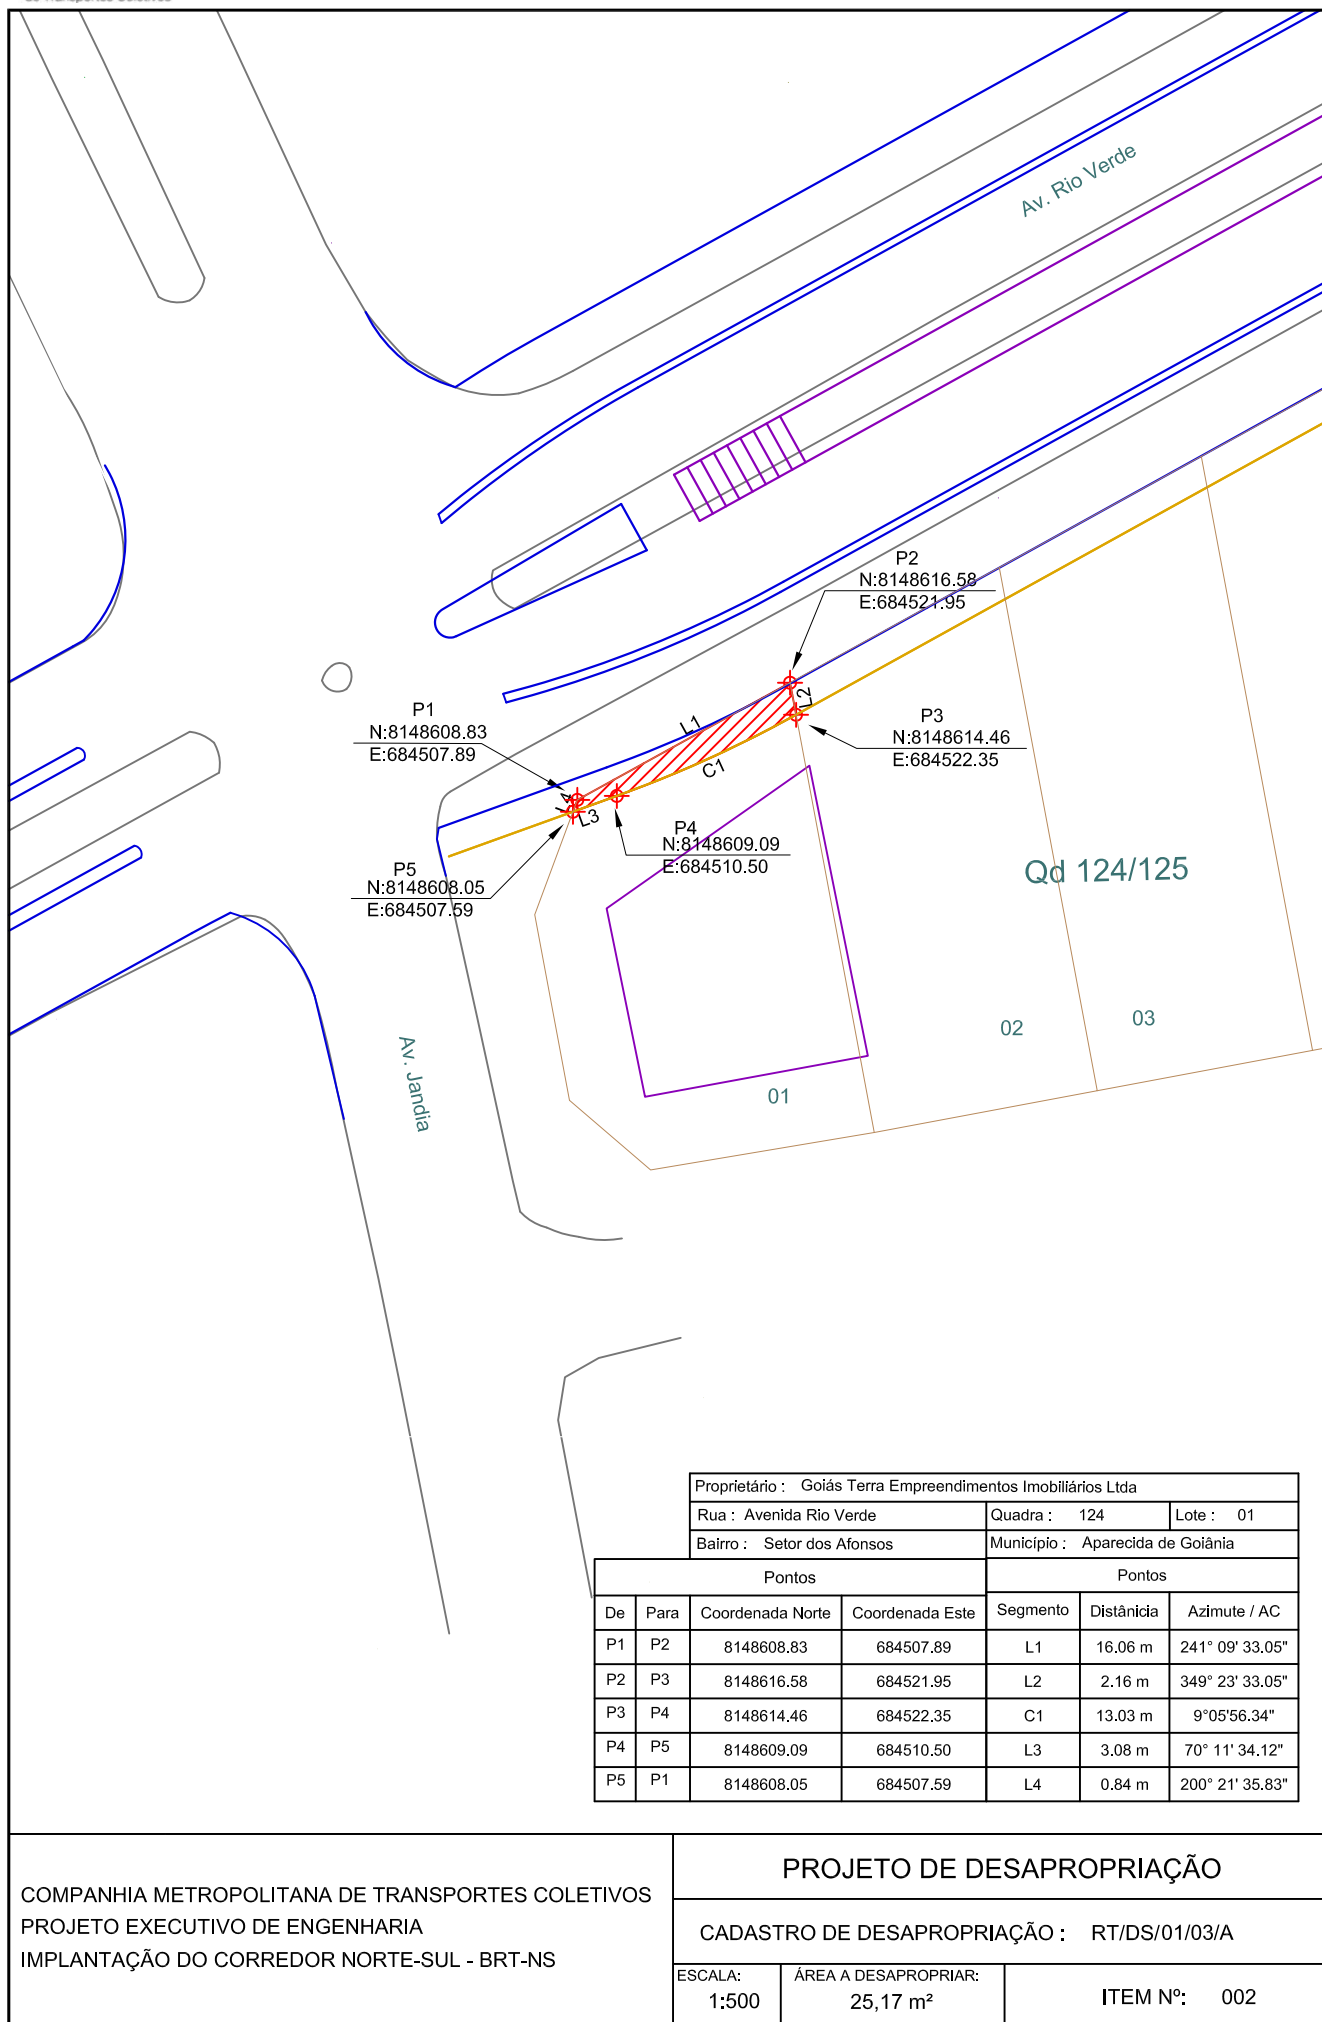 de Transportes Coletivos
Av. Rio Verde
P2
N:8148616.58
E:684521.95
P1
N:8148608.83
E:684507.89
L1
L2
P3
N:8148614.46
E:684522.35
C1
L4
L3
P4
N:8148609.09
E:684510.50
P5
N:8148608.05
E:684507.59
Qd 124/125
Av. Jandia
01
02
03
Proprietário : Goiás Terra Empreendimentos Imobiliários Ltda
Rua : Avenida Rio Verde Quadra : 124 Lote : 01
Bairro : Setor dos Afonsos Município : Aparecida de Goiânia
Pontos Pontos
De Para Coordenada Norte Coordenada Este Segmento Distânicia Azimute / AC
P1 P2 8148608.83 684507.89 L1 16.06 m 241° 09' 33.05"
P2 P3 8148616.58 684521.95 L2 2.16 m 349° 23' 33.05"
P3 P4 8148614.46 684522.35 C1 13.03 m 9°05'56.34"
P4 P5 8148609.09 684510.50 L3 3.08 m 70° 11' 34.12"
P5 P1 8148608.05 684507.59 L4 0.84 m 200° 21' 35.83"
COMPANHIA METROPOLITANA DE TRANSPORTES COLETIVOS
PROJETO EXECUTIVO DE ENGENHARIA
IMPLANTAÇÃO DO CORREDOR NORTE-SUL - BRT-NS
PROJETO DE DESAPROPRIAÇÃO
CADASTRO DE DESAPROPRIAÇÃO : RT/DS/01/03/A
ESCALA:
1:500
ÁREA A DESAPROPRIAR:
25,17 m²
ITEM Nº: 002